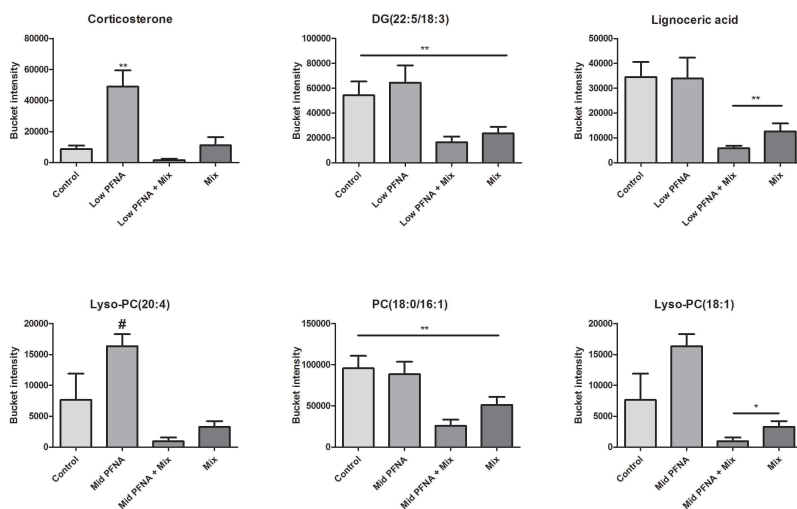 Corticosterone
Bucket intensity
80000
60000
40000
20000
0
**
Control
Low PFNA
Low PFNA + Mix
Mix
DG(22:5/18:3)
Bucket intensity
100000
80000
60000
40000
20000
0
**
Control
Low PFNA
Low PFNA + Mix
Mix
Lignoceric acid
Bucket intensity
50000
40000
30000
20000
10000
0
**
Control
Low PFNA
Low PFNA + Mix
Mix
Lyso-PC(20:4)
Bucket intensity
20000
15000
10000
5000
0
#
Control
Mid PFNA
Mid PFNA + Mix
Mix
PC(18:0/16:1)
Bucket intensity
150000
100000
50000
0
**
Control
Mid PFNA
Mid PFNA + Mix
Mix
Lyso-PC(18:1)
Bucket intensity
20000
15000
10000
5000
0
*
Control
Mid PFNA
Mid PFNA + Mix
Mix